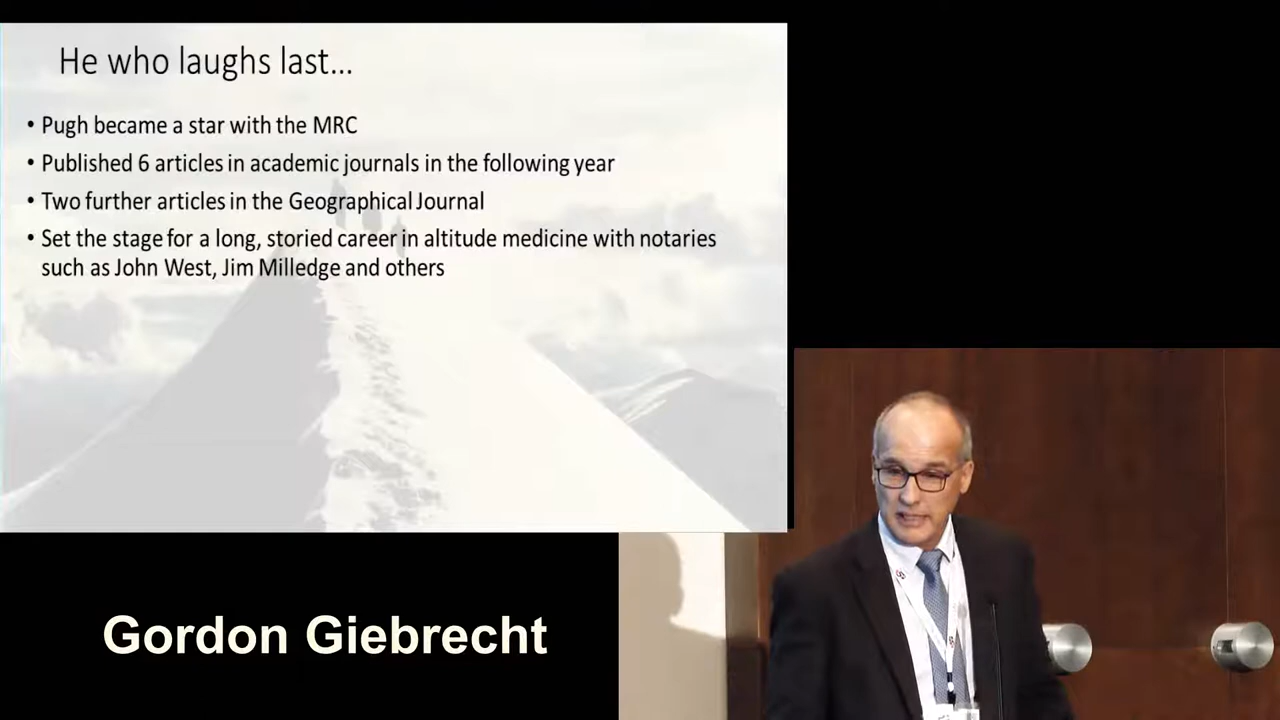 He who laughs last...
• Pugh became a star with the MRC
• Published 6 articles in academic journals in the following year
• Two further articles in the Geographical Journal
• Set the stage for a long, storied career in altitude medicine with notaries
such as John West, Jim Milledge and others
Gordon Giebrecht